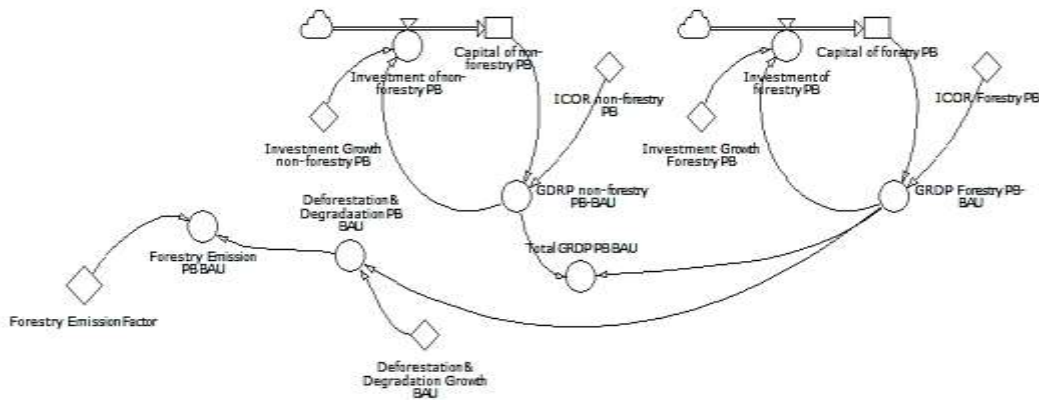 Capital of non-
forestry PB
Investment of non-
forestry PB
ICOR non-forestry
PB
Investment Growth
non-forestry PB
GDRP non-forestry
PB-BAU
Capital of forestry PB
Investment of
forestry PB
ICOR Forestry PB
Investment Growth
Forestry PB
GRDP Forestry PB-
BAU
Deforestation &
Degradaation PB
BAU
Total GRDP PB BAU
Forestry Emission
PB BAU
Forestry Emission Factor
Deforestation &
Degradation Growth
BAU